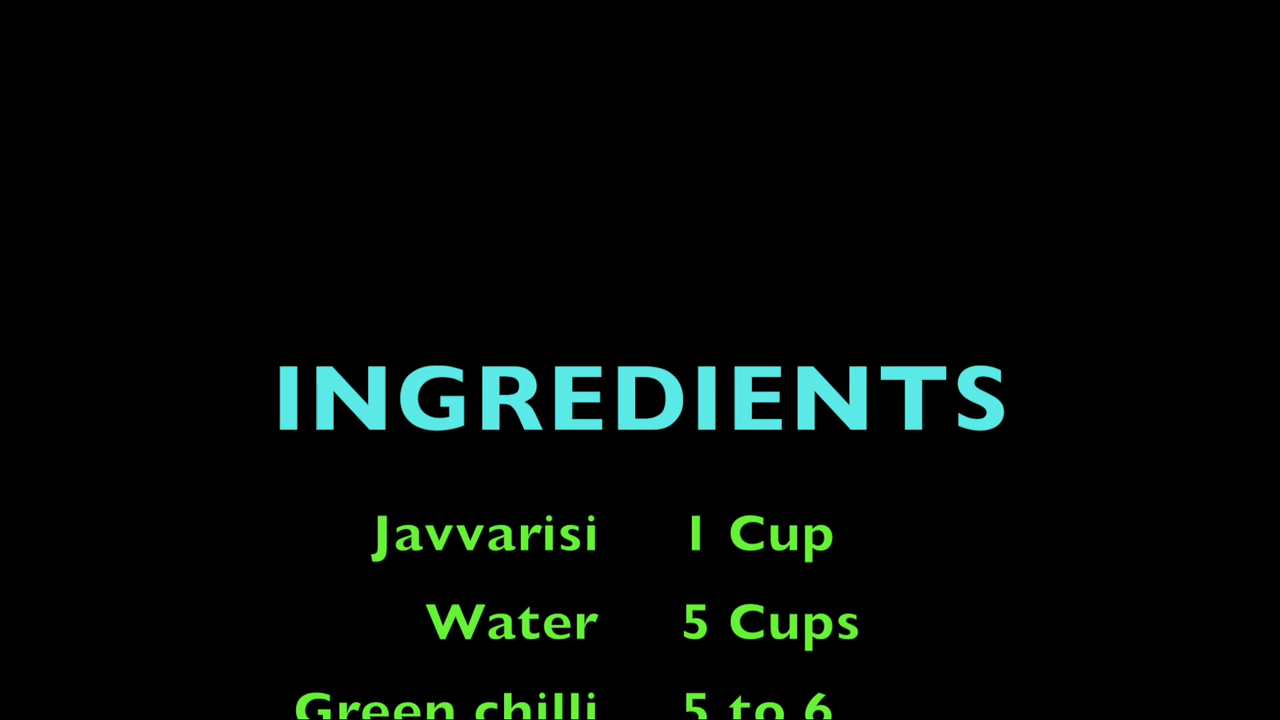 INGREDIENTS
Javvarisi 1 Cup
Water 5 Cups
Green chilli 5 to 6